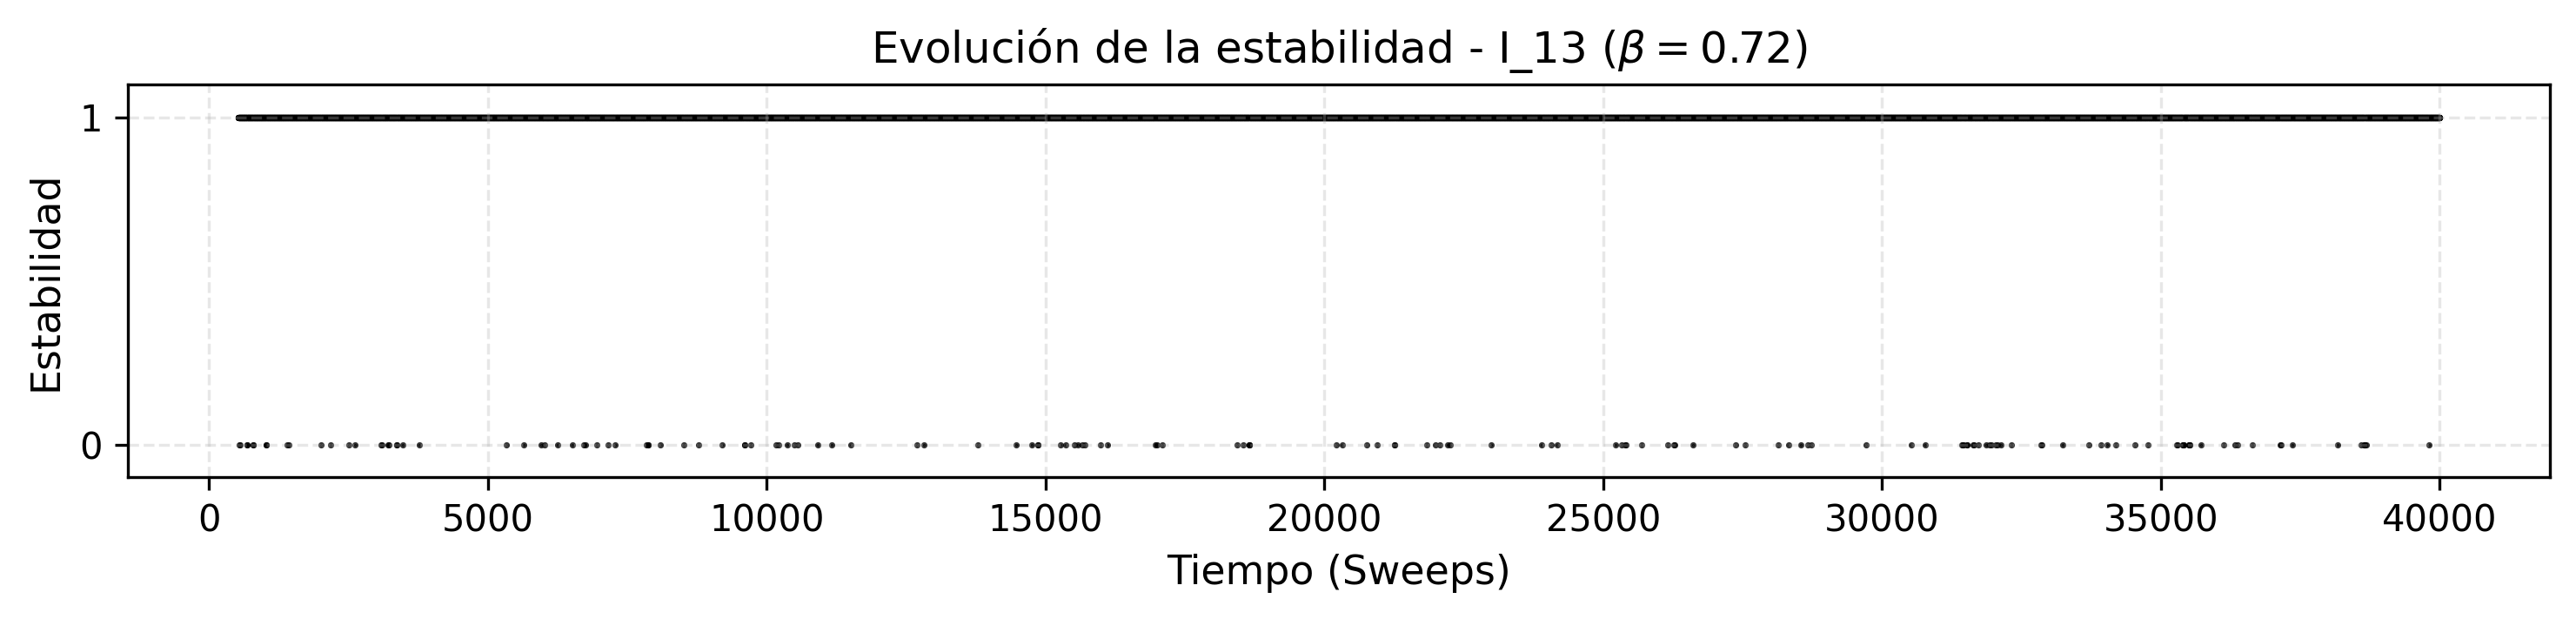 Evolución de la estabilidad - I_13 (β = 0.72)
1
Estabilidad
0
0 5000 10000 15000 20000 25000 30000 35000 40000
Tiempo (Sweeps)